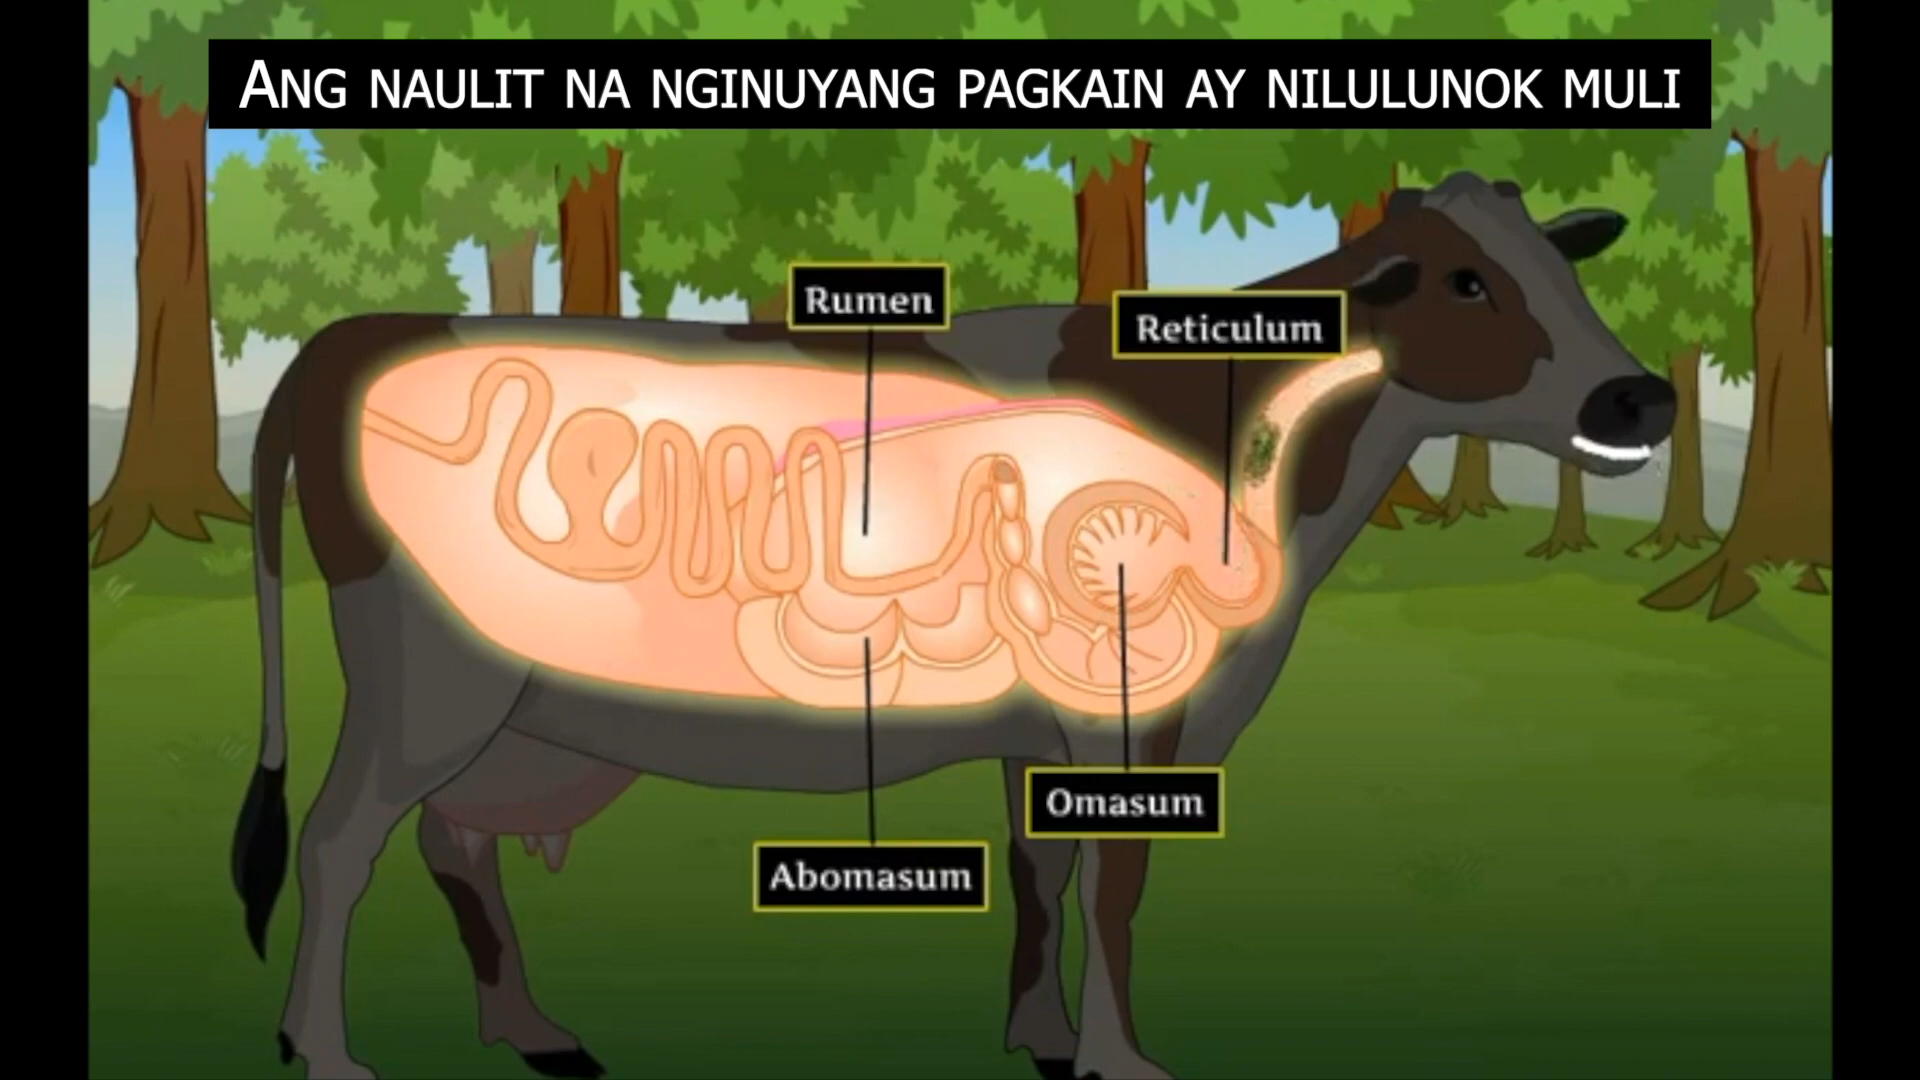 ANG NAULIT NA NGINUYANG PAGKAIN AY NILULUNOK MULI
Rumen
Reticulum
Omasum
Abomasum